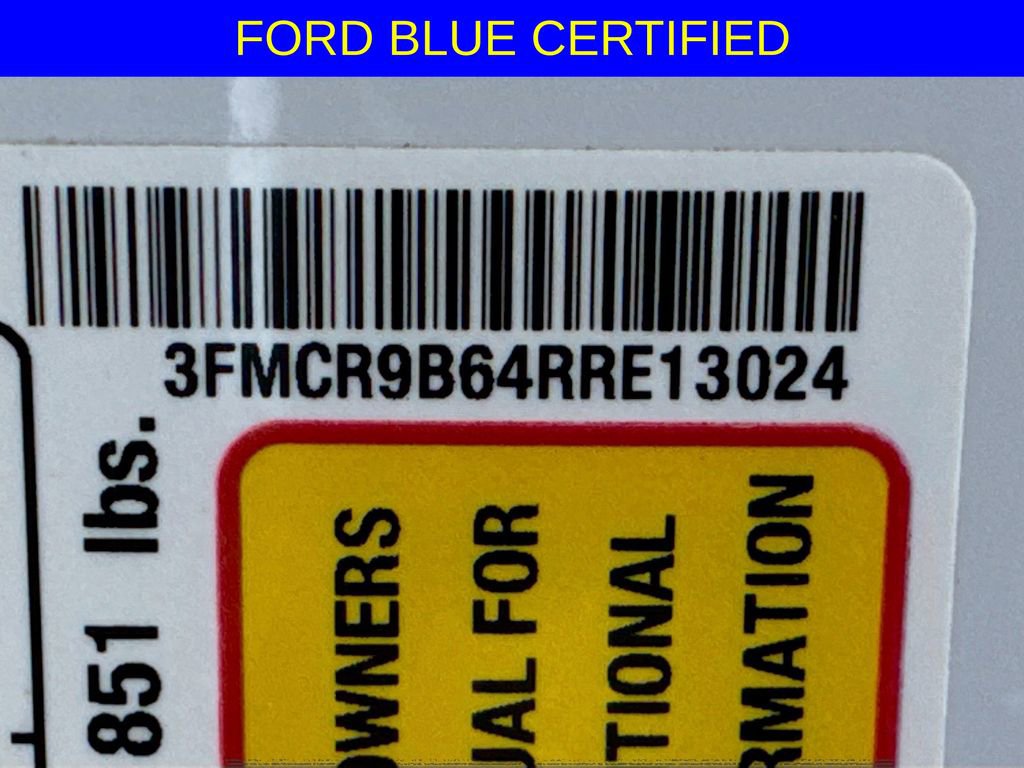 FORD BLUE CERTIFIED
3FMCR9B64RRE13024
851 lbs.
OWNERS
UAL FOR
TIONAL
RMATION